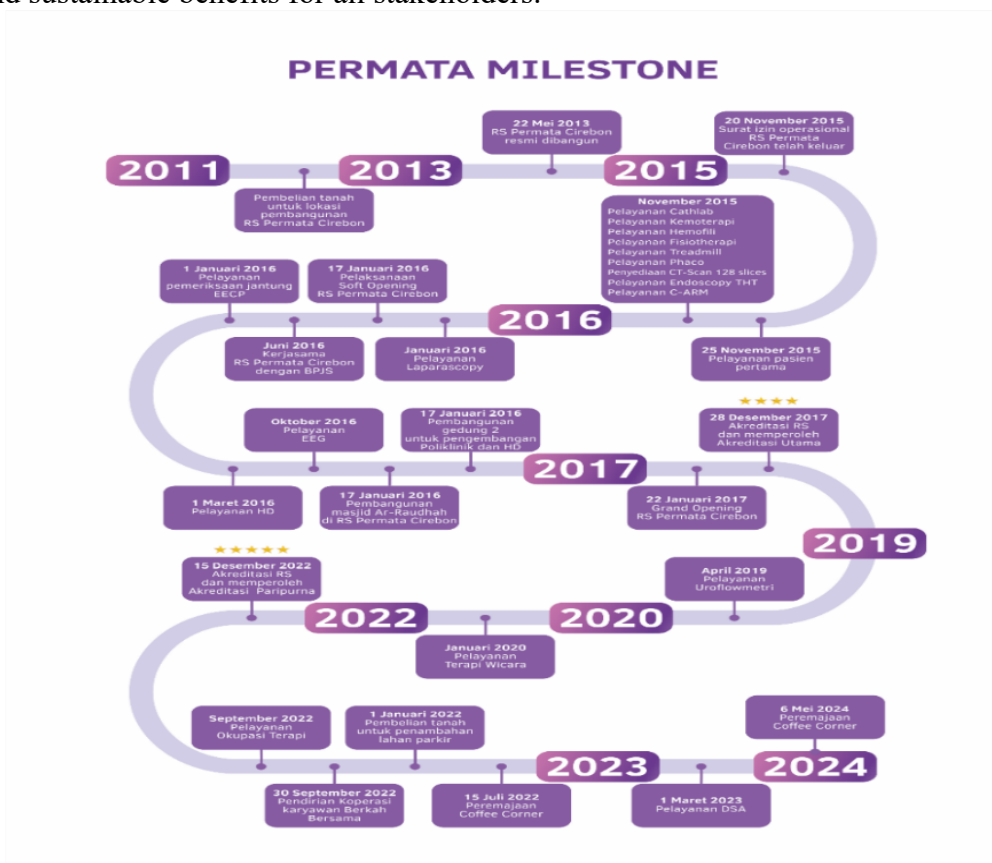 nd sustainable benefits for all stakeholders.
PERMATA MILESTONE
2011
Pembelian tanah
untuk lokasi
pembangunan
RS Permata Cirebon
2013
22 Mei 2013
RS Permata Cirebon
resmi dibangun
2015
20 November 2015
Surat izin operasional
RS Permata
Cirebon telah keluar
November 2015
Pelayanan Cathlab
Pelayanan Kemoterapi
Pelayanan Hemofili
Pelayanan Fisiotherapi
Pelayanan Treadmill
Pelayanan Phaco
Penyediaan CT-Scan 128 slices
Pelayanan Endoscopy THT
Pelayanan C-ARM
25 November 2015
Pelayanan pasien
pertama
2016
1 Januari 2016
Pelayanan
pemeriksaan jantung
EECP
17 Januari 2016
Pelaksanaan
Soft Opening
RS Permata Cirebon
Juni 2016
Kerjasama
RS Permata Cirebon
dengan BPJS
Januari 2016
Pelayanan
Laparascopy
Oktober 2016
Pelayanan
EEG
17 Januari 2016
Pembangunan
gedung 2
untuk pengembangan
Poliklinik dan HD
1 Maret 2016
Pelayanan HD
17 Januari 2016
Pembangunan
masjid Ar-Raudhah
di RS Permata Cirebon
2017
28 Desember 2017
Akreditasi RS
dan memperoleh
Akreditasi Utama
22 Januari 2017
Grand Opening
RS Permata Cirebon
2019
April 2019
Pelayanan
Uroflowmetri
2020
Januari 2020
Pelayanan
Terapi Wicara
2022
15 Desember 2022
Akreditasi RS
dan memperoleh
Akreditasi Paripurna
September 2022
Pelayanan
Okupasi Terapi
1 Januari 2022
Pembelian tanah
untuk penambahan
lahan parkir
30 September 2022
Pendirian Koperasi
karyawan Berkah
Bersama
15 Juli 2022
Peremajaan
Coffee Corner
2023
1 Maret 2023
Pelayanan DSA
2024
6 Mei 2024
Peremajaan
Coffee Corner